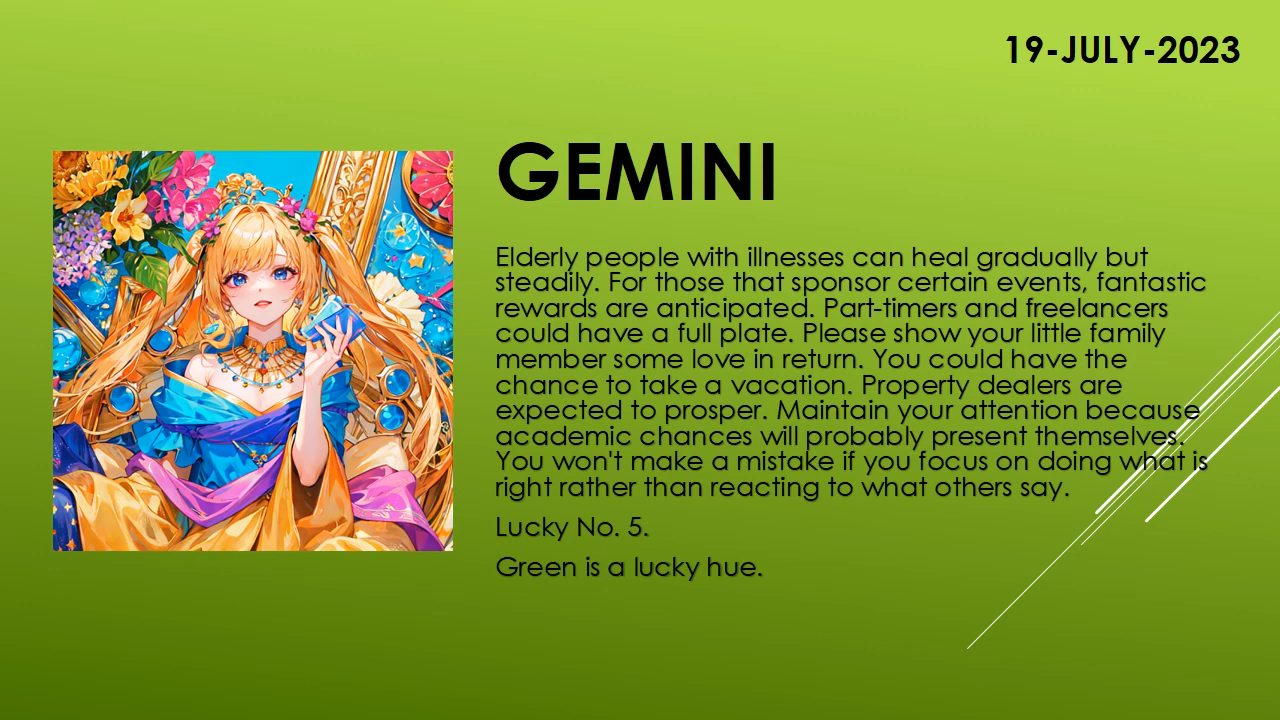 19-JULY-2023
GEMINI
Elderly people with illnesses can heal gradually but
steadily. For those that sponsor certain events, fantastic
rewards are anticipated. Part-timers and freelancers
could have a full plate. Please show your little family
member some love in return. You could have the
chance to take a vacation. Property dealers are
expected to prosper. Maintain your attention because
academic chances will probably present themselves.
You won't make a mistake if you focus on doing what is
right rather than reacting to what others say.
Lucky No. 5.
Green is a lucky hue.